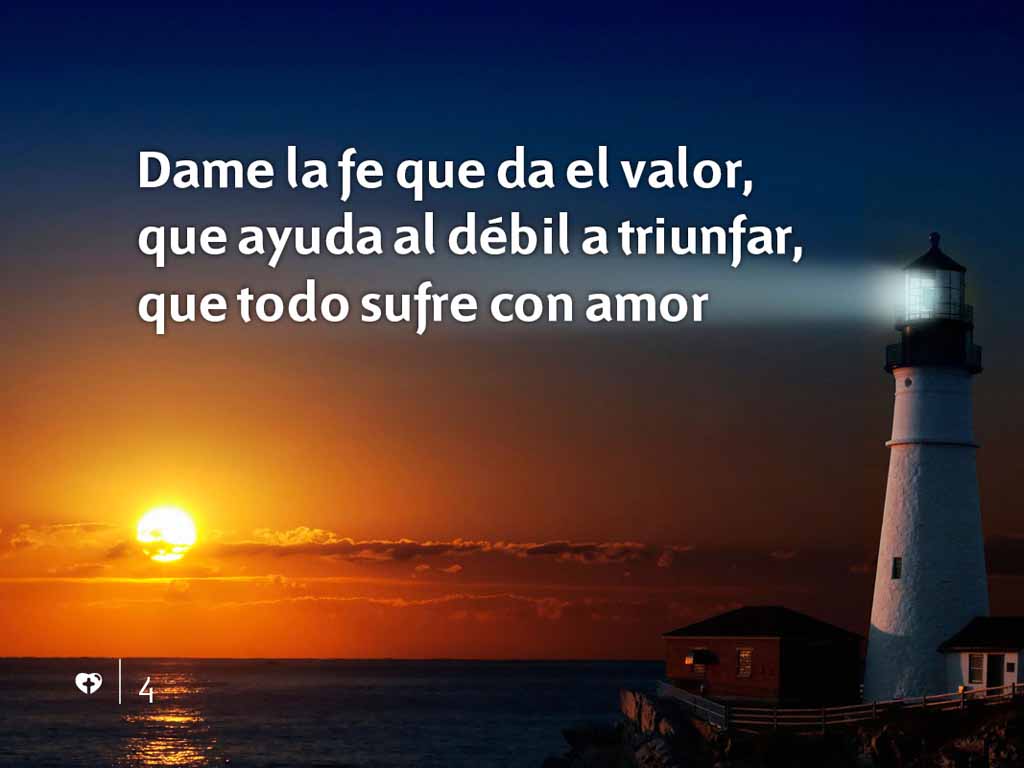 Dame la fe que da el valor,
que ayuda al débil a triunfar,
que todo sufre con amor
4